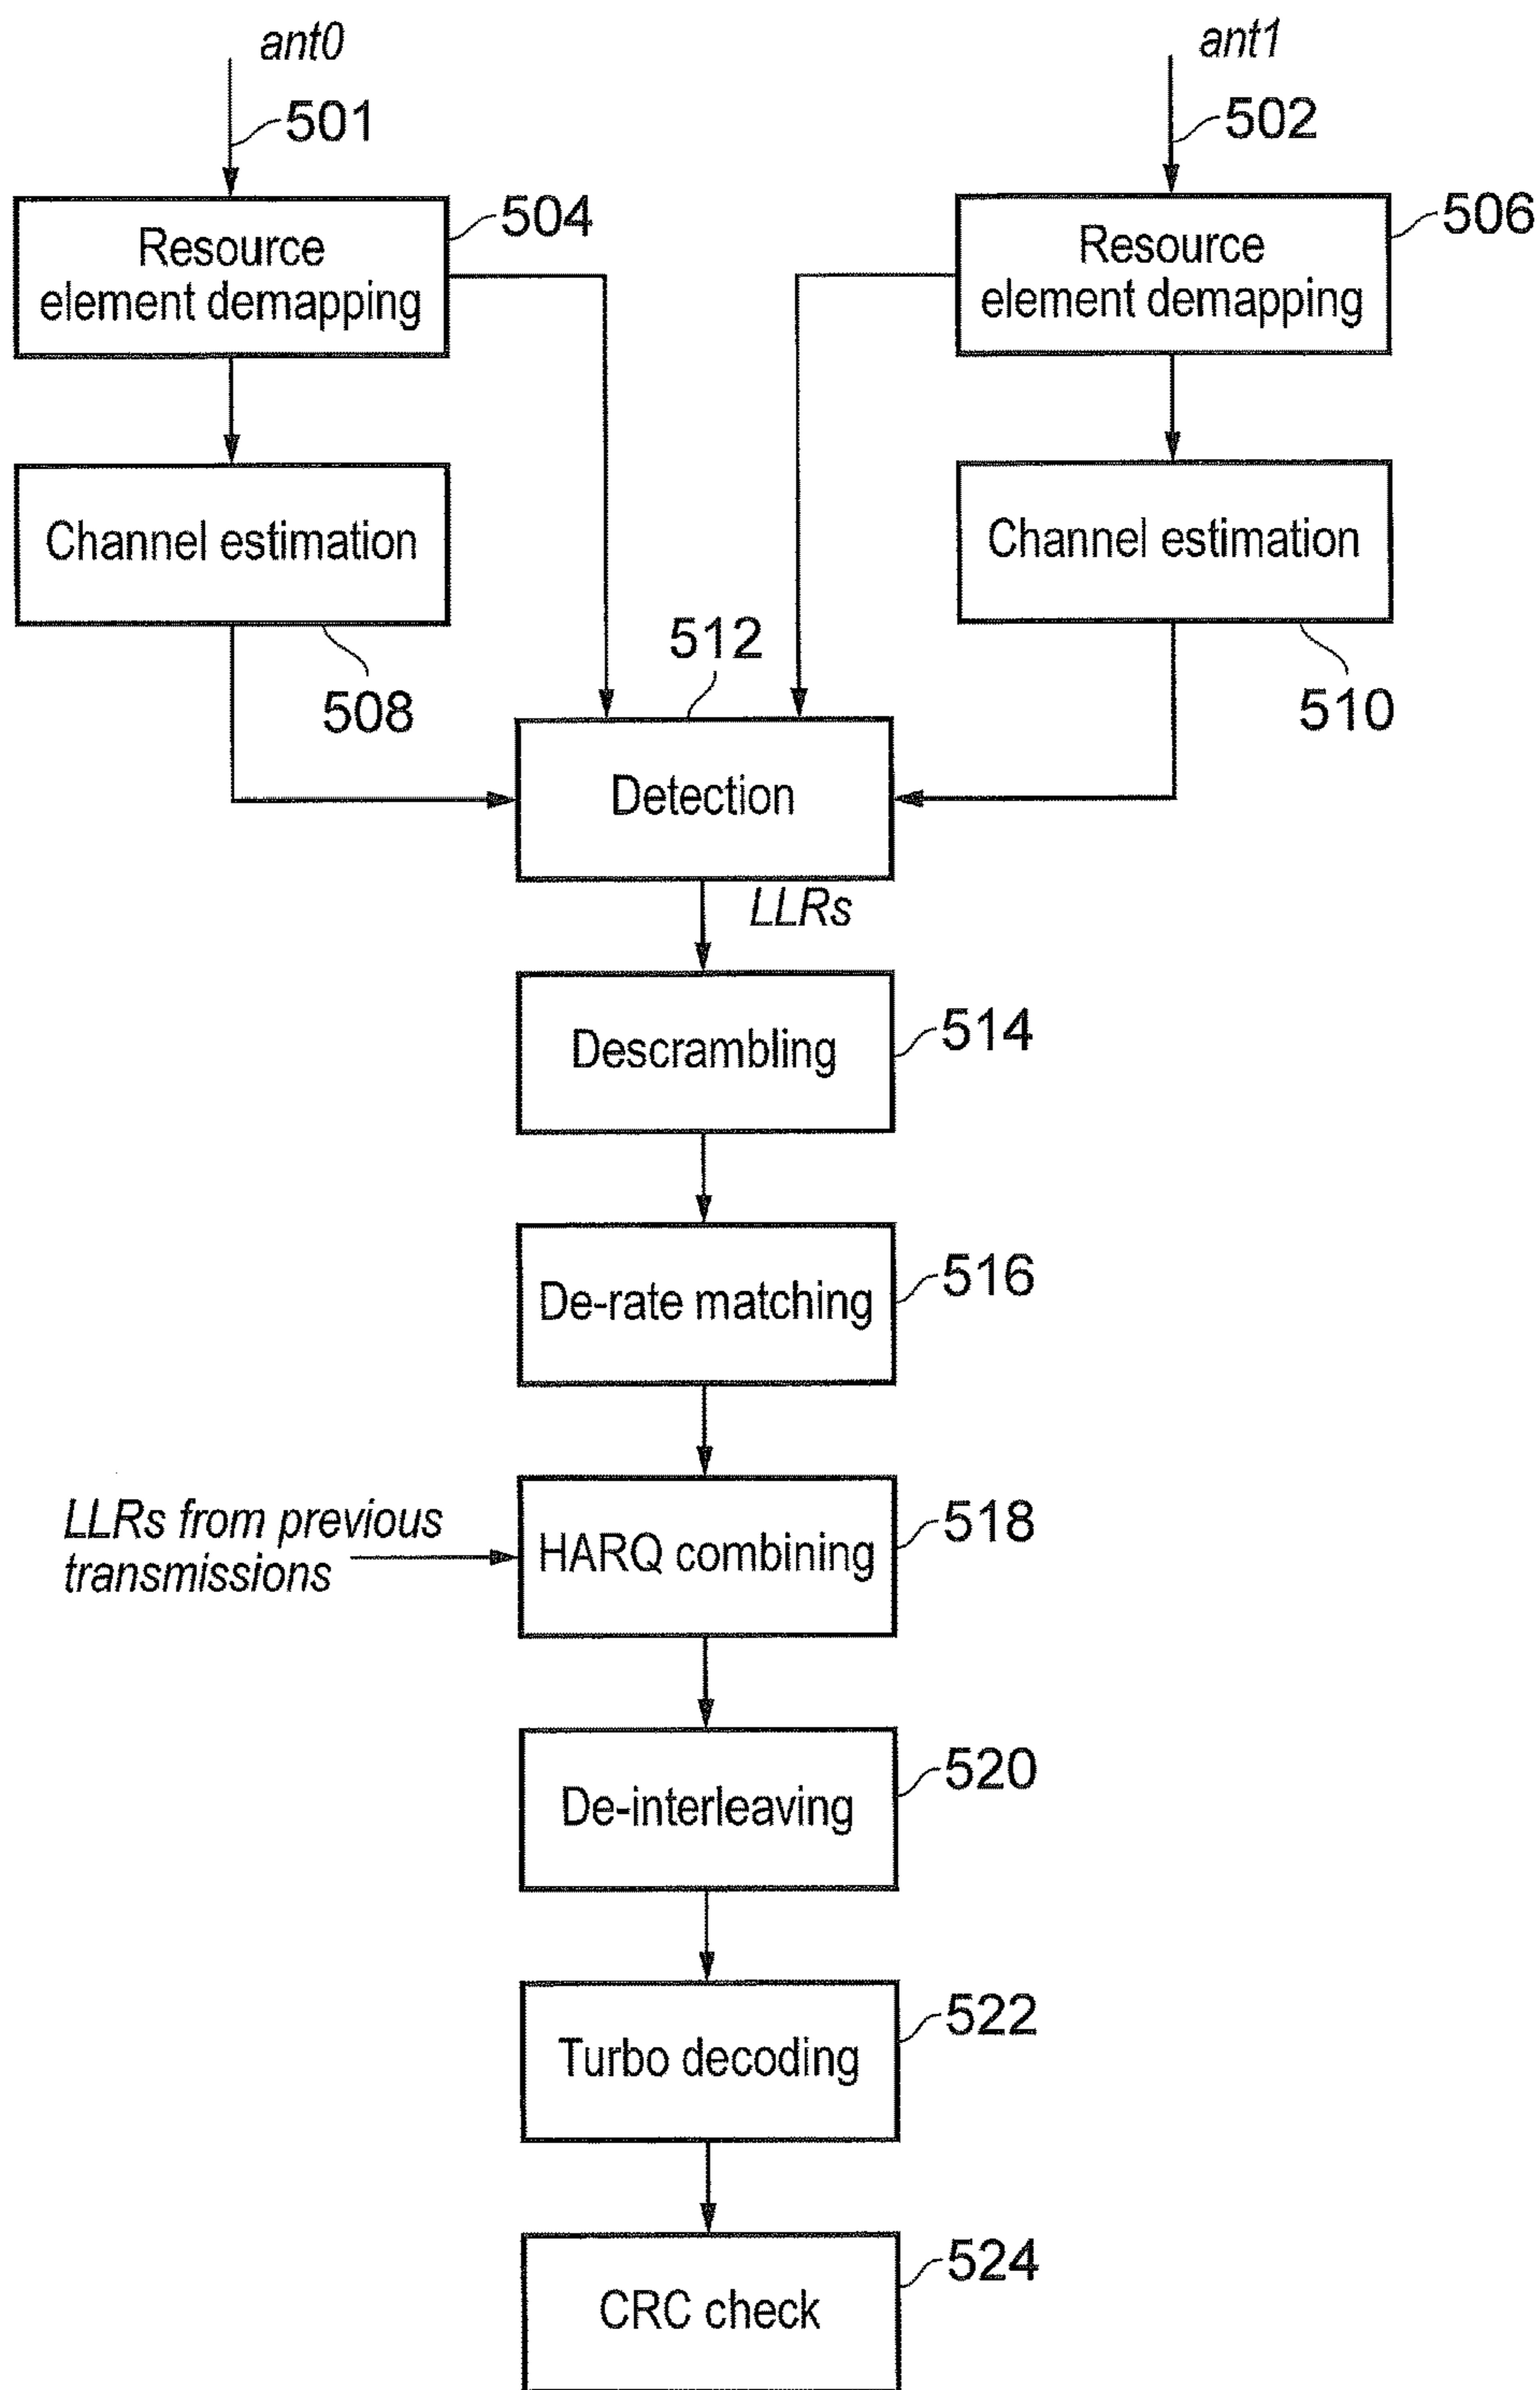 ant0
ant1
501
502
Resource
element demapping
504
Resource
element demapping
506
Channel estimation
508
Channel estimation
510
512
Detection
LLRs
Descrambling
514
De-rate matching
516
LLRs from previous
transmissions
HARQ combining
518
De-interleaving
520
Turbo decoding
522
CRC check
524